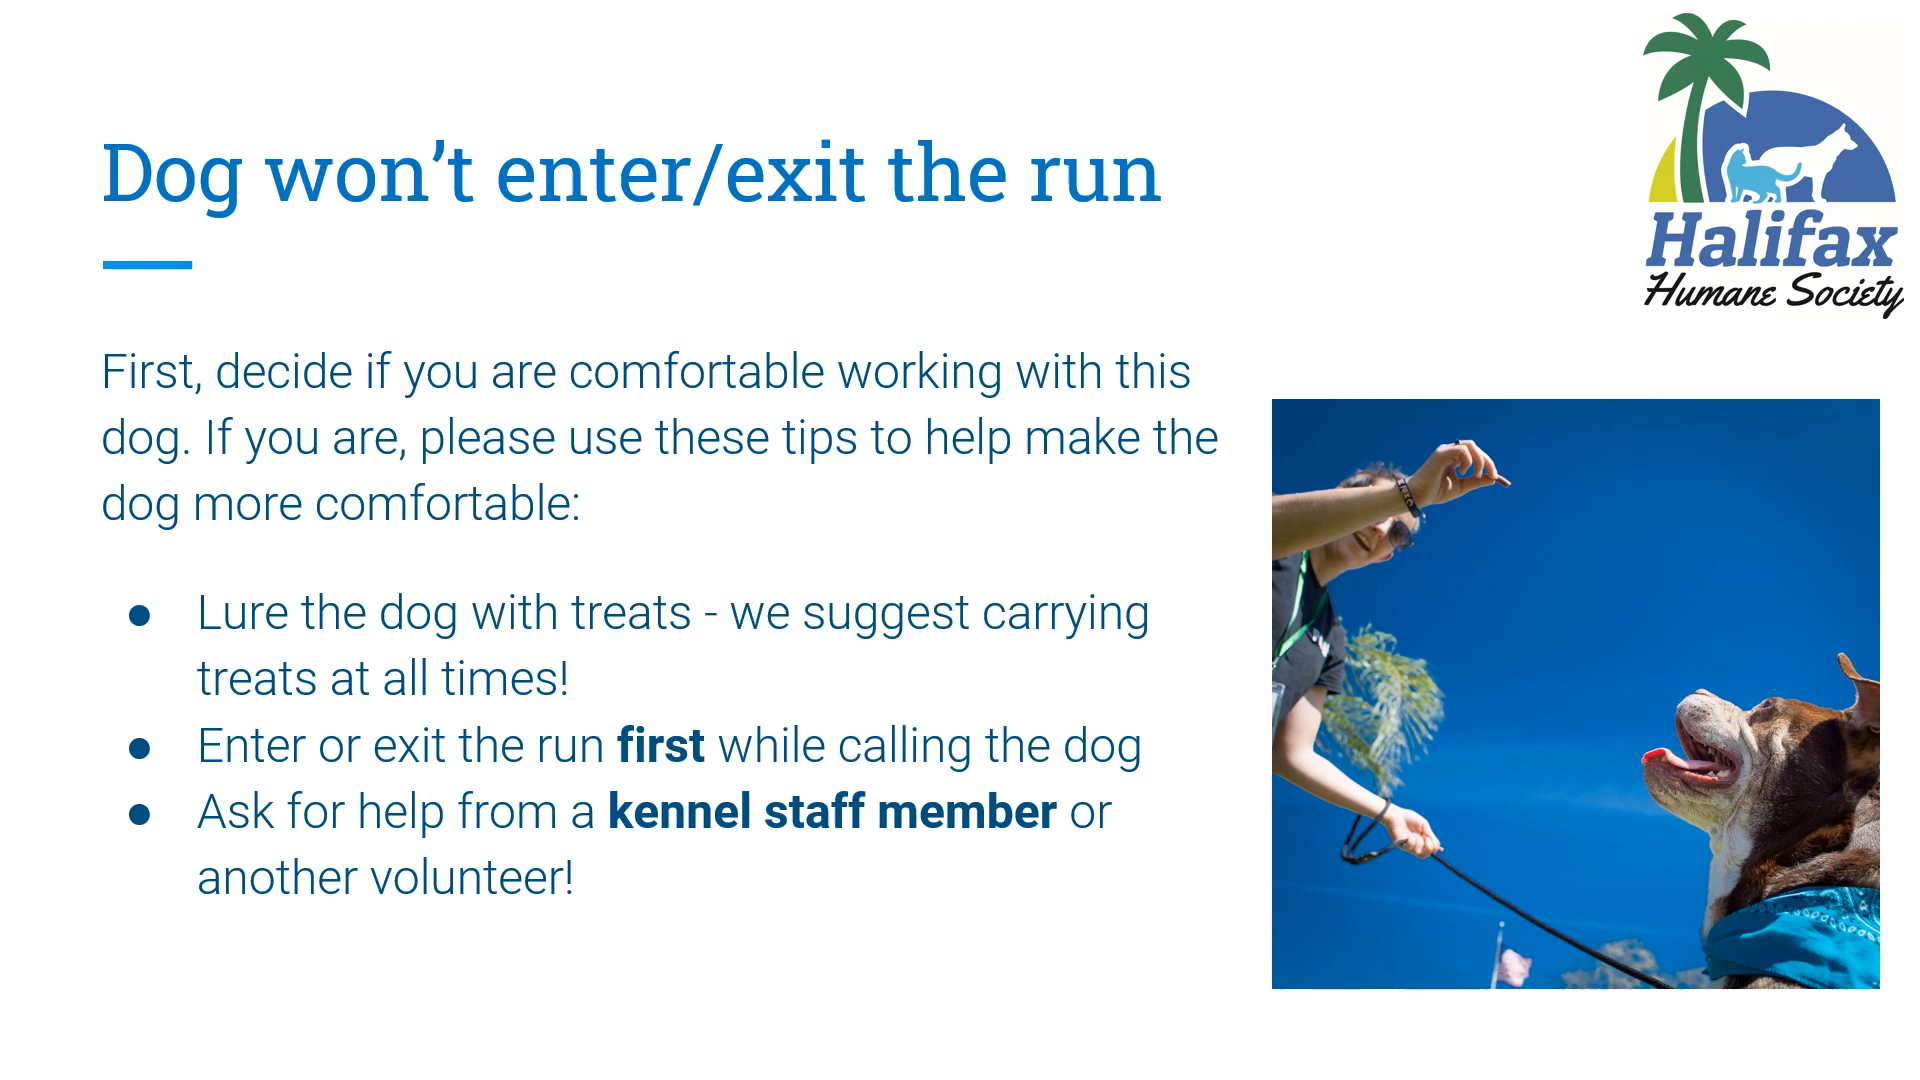 Dog won’t enter/exit the run
Halifax
Humane Society
First, decide if you are comfortable working with this
dog. If you are, please use these tips to help make the
dog more comfortable:
● Lure the dog with treats - we suggest carrying
treats at all times!
● Enter or exit the run first while calling the dog
● Ask for help from a kennel staff member or
another volunteer!